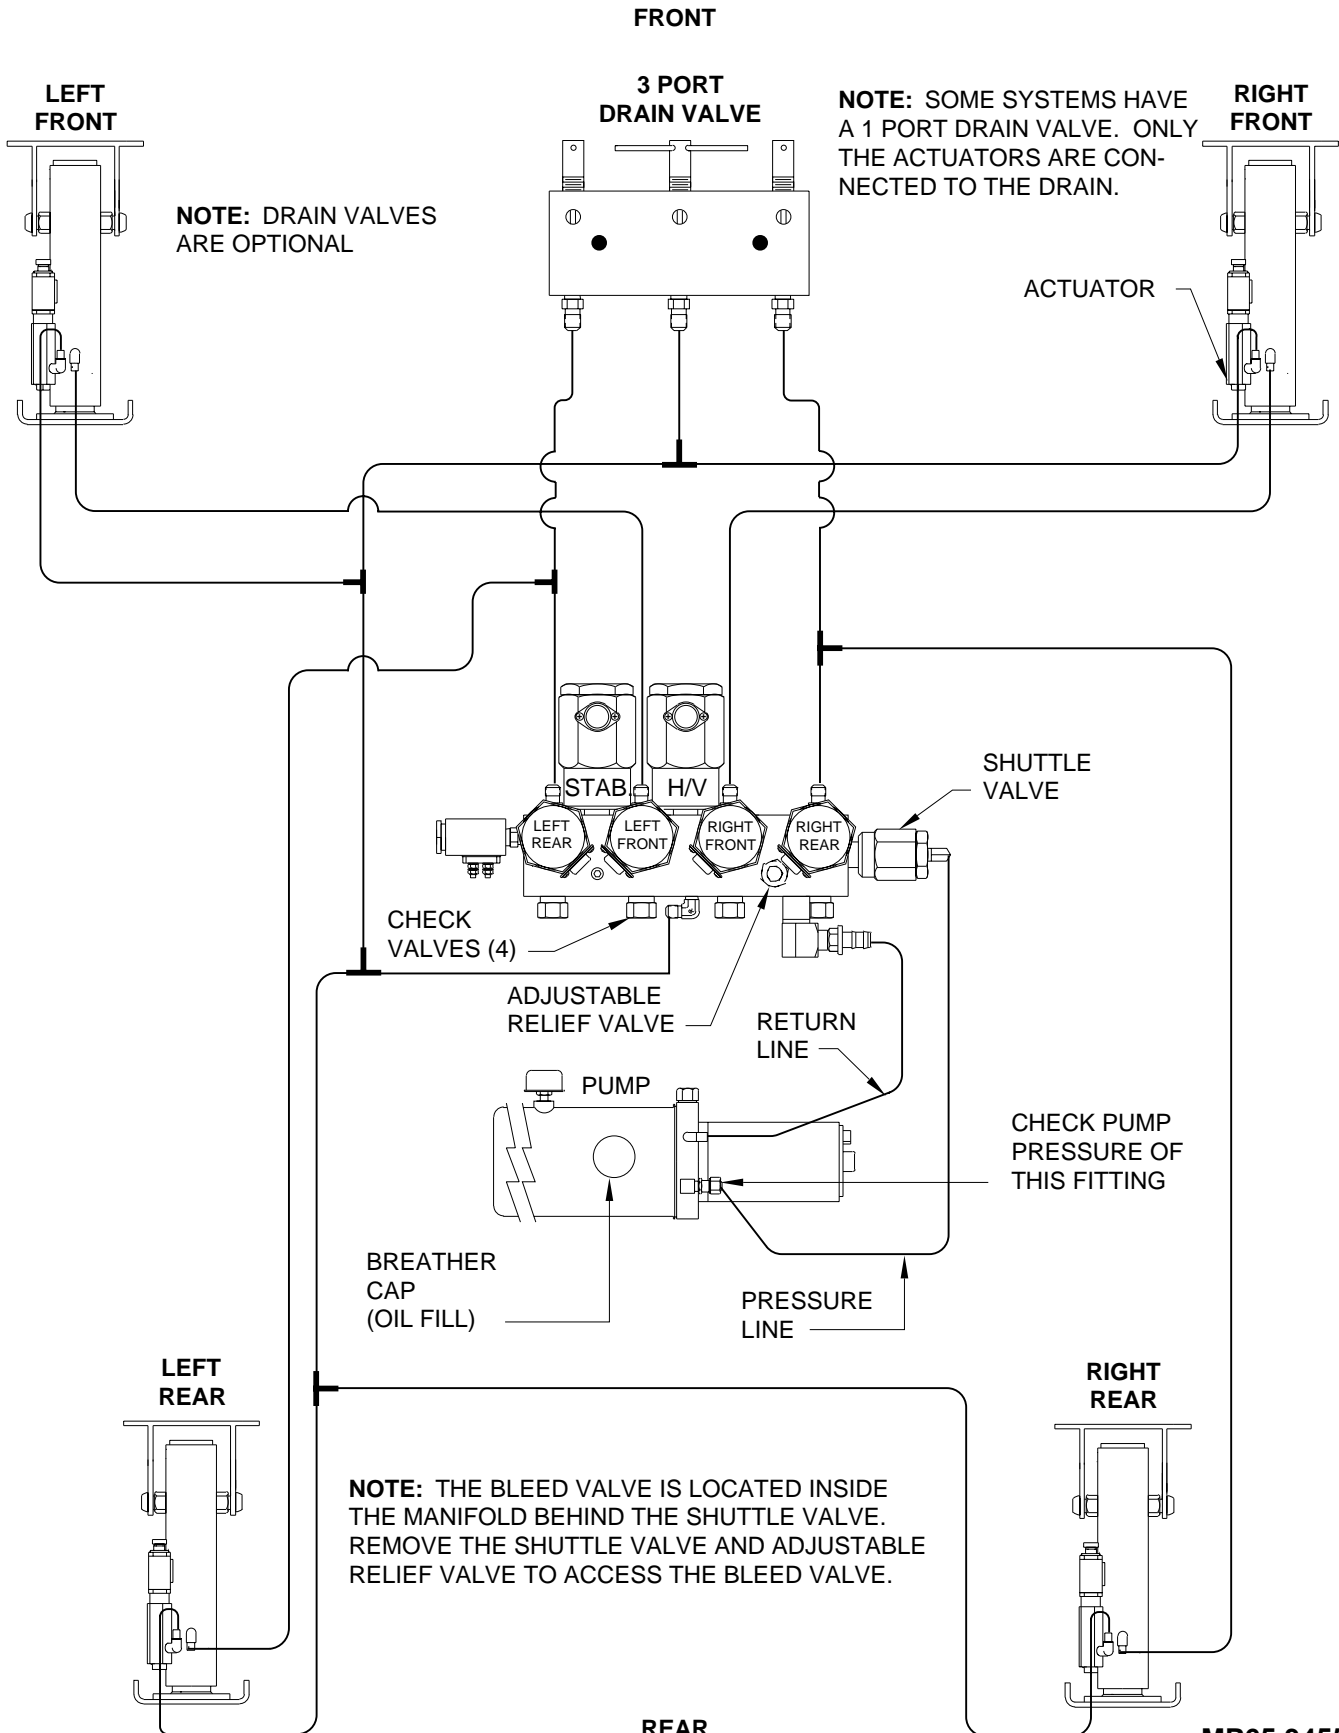 FRONT
3 PORT
DRAIN VALVE
LEFT
FRONT
NOTE: SOME SYSTEMS HAVE
A 1 PORT DRAIN VALVE. ONLY
THE ACTUATORS ARE CON-
NECTED TO THE DRAIN.
RIGHT
FRONT
NOTE: DRAIN VALVES
ARE OPTIONAL
ACTUATOR
SHUTTLE
VALVE
STAB.
H/V
LEFT
REAR
LEFT
FRONT
RIGHT
FRONT
RIGHT
REAR
CHECK
VALVES (4)
ADJUSTABLE
RELIEF VALVE
RETURN
LINE
PUMP
CHECK PUMP
PRESSURE OF
THIS FITTING
BREATHER
CAP
(OIL FILL)
PRESSURE
LINE
LEFT
REAR
RIGHT
REAR
NOTE: THE BLEED VALVE IS LOCATED INSIDE
THE MANIFOLD BEHIND THE SHUTTLE VALVE.
REMOVE THE SHUTTLE VALVE AND ADJUSTABLE
RELIEF VALVE TO ACCESS THE BLEED VALVE.
REAR